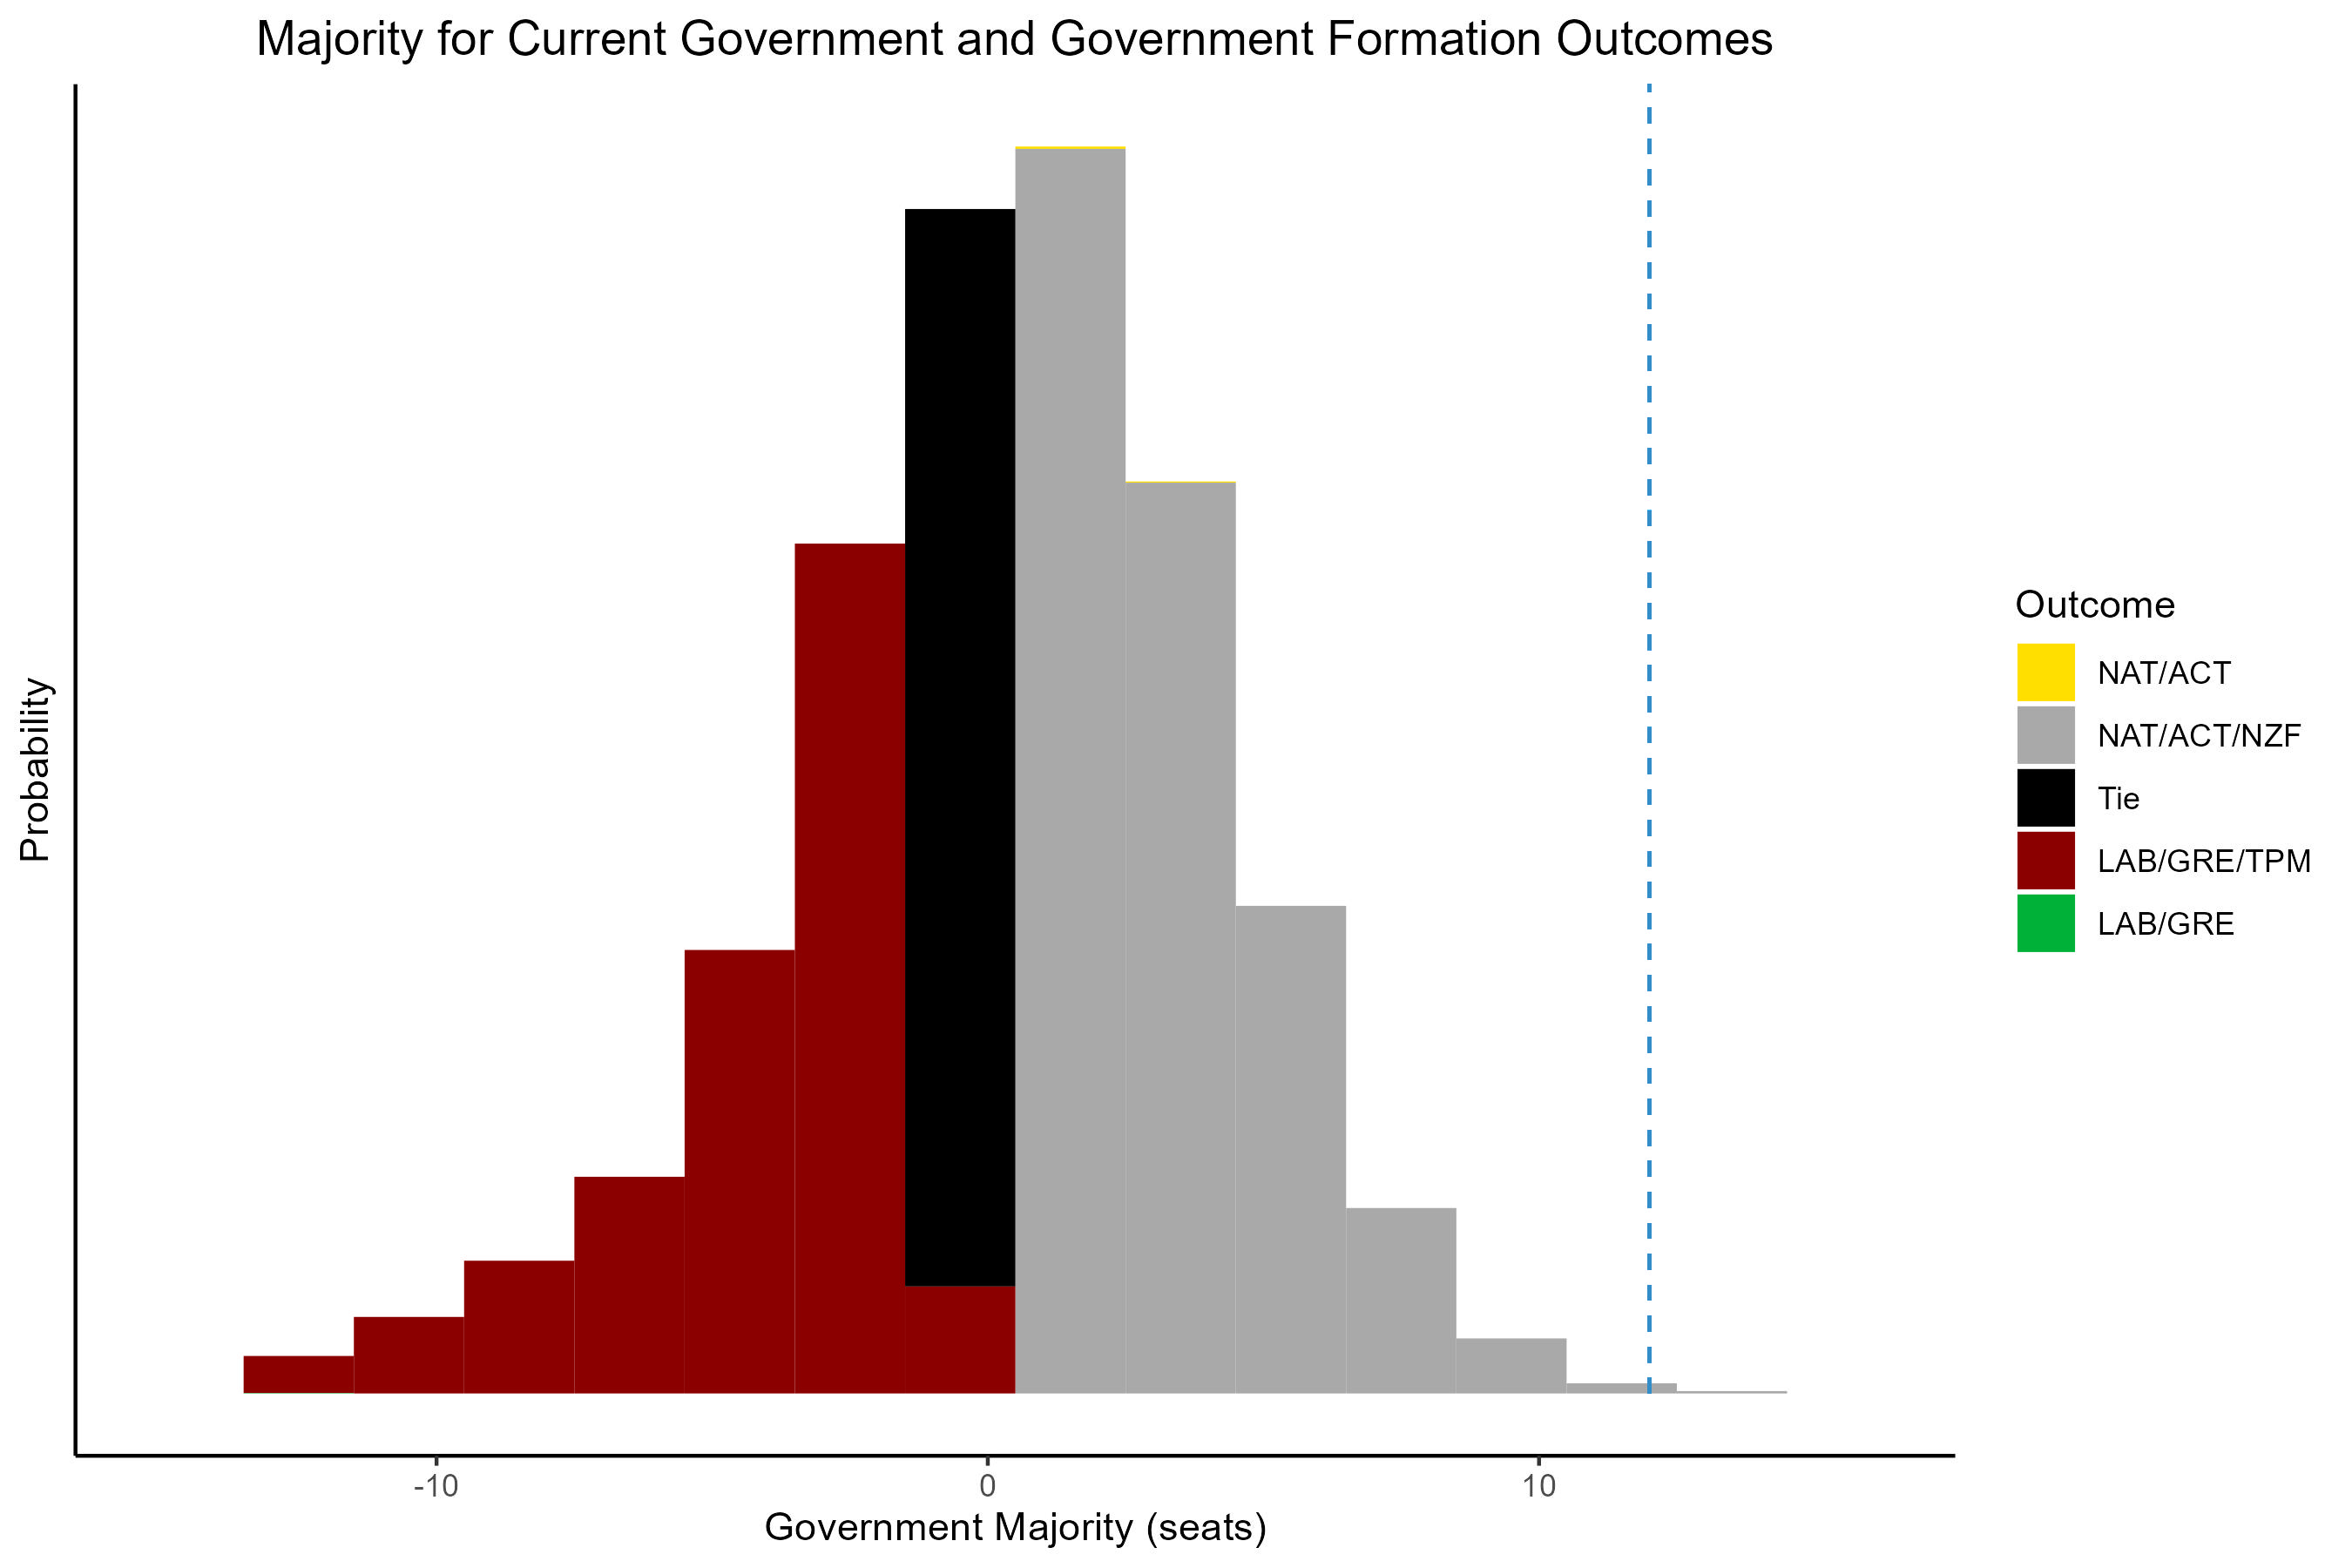 Majority for Current Government and Government Formation Outcomes
Probability
-10
0
10
Government Majority (seats)
Outcome
NAT/ACT
NAT/ACT/NZF
Tie
LAB/GRE/TPM
LAB/GRE